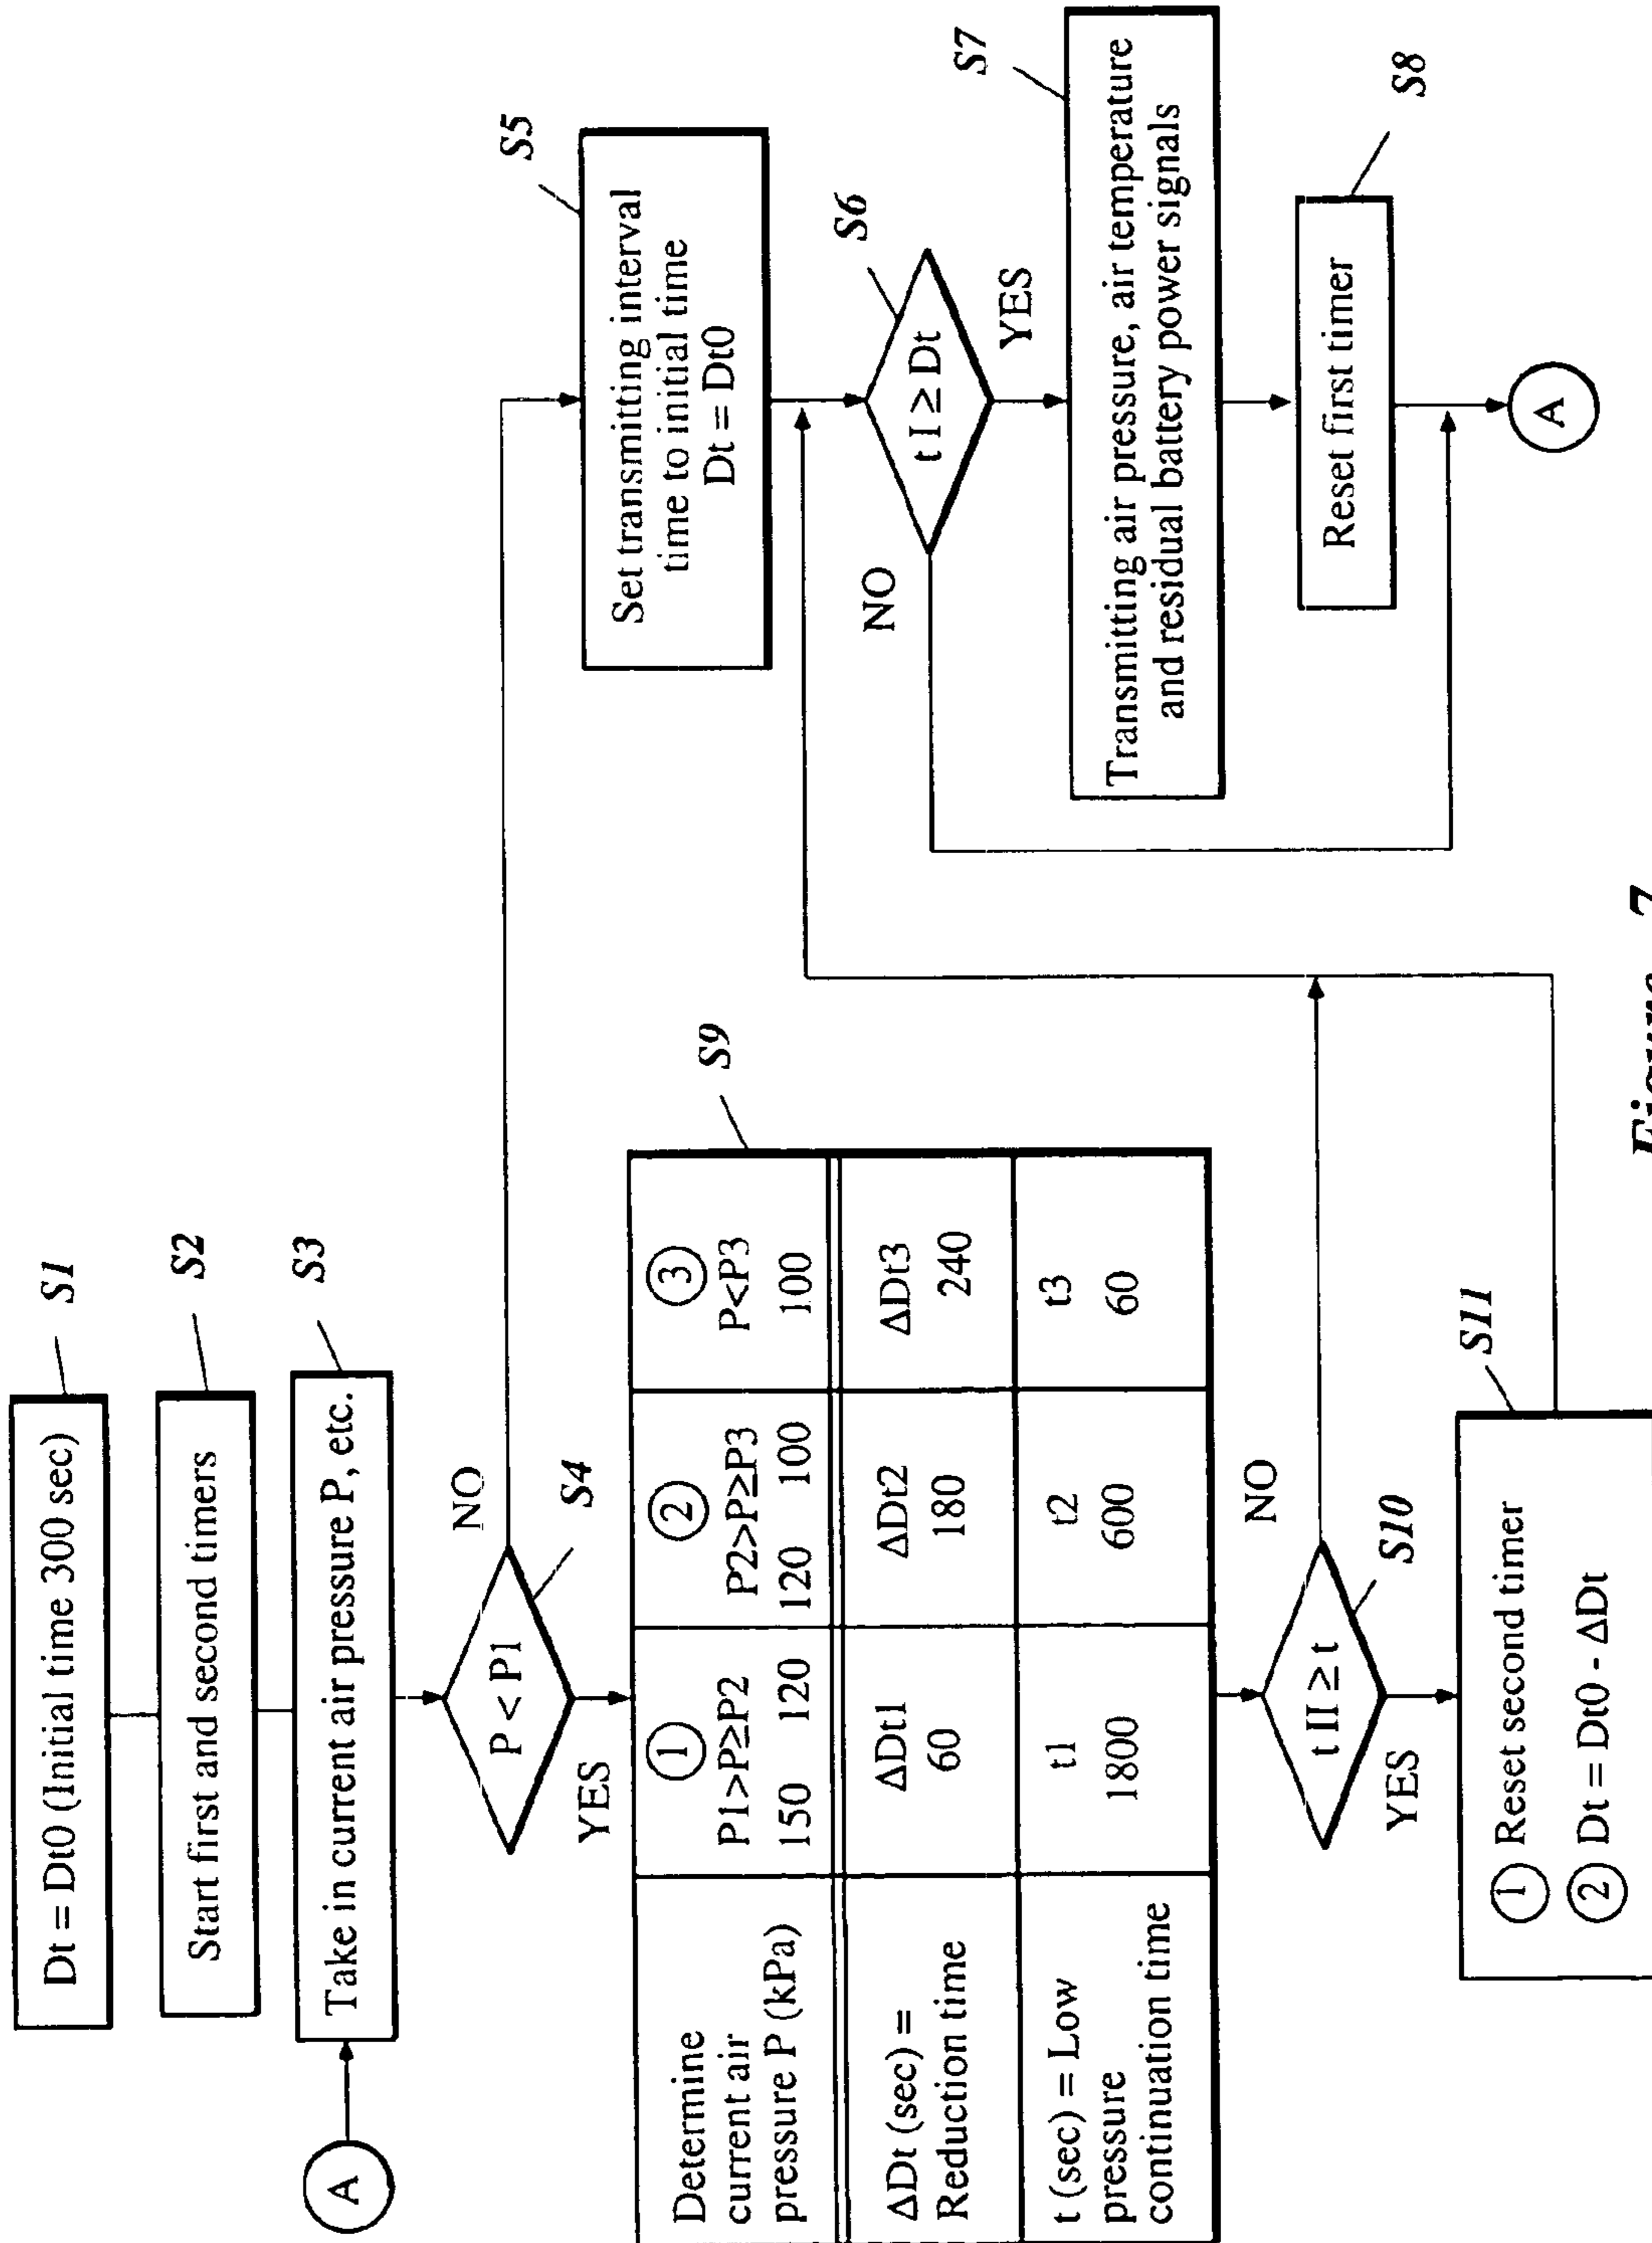 Dt = Dt0 (Initial time 300 sec)
S1
Start first and second timers
S2
A
Take in current air pressure P, etc.
S3
P < P1
NO
S4
YES
Determine
current air
pressure P (kPa)
1
P1>P≥P2
150 120
2
P2>P≥P3
120 100
3
P<P3
100
S9
ΔDt (sec) =
Reduction time
ΔDt1
60
ΔDt2
180
ΔDt3
240
t (sec) = Low
pressure
continuation time
t1
1800
t2
600
t3
60
t II ≥ t
NO
S10
YES
1 Reset second timer
2 Dt = Dt0 - ΔDt
S11
Set transmitting interval
time to initial time
Dt = Dt0
S5
t I ≥ Dt
S6
NO
YES
Transmitting air pressure, air temperature
and residual battery power signals
S7
Reset first timer
S8
A